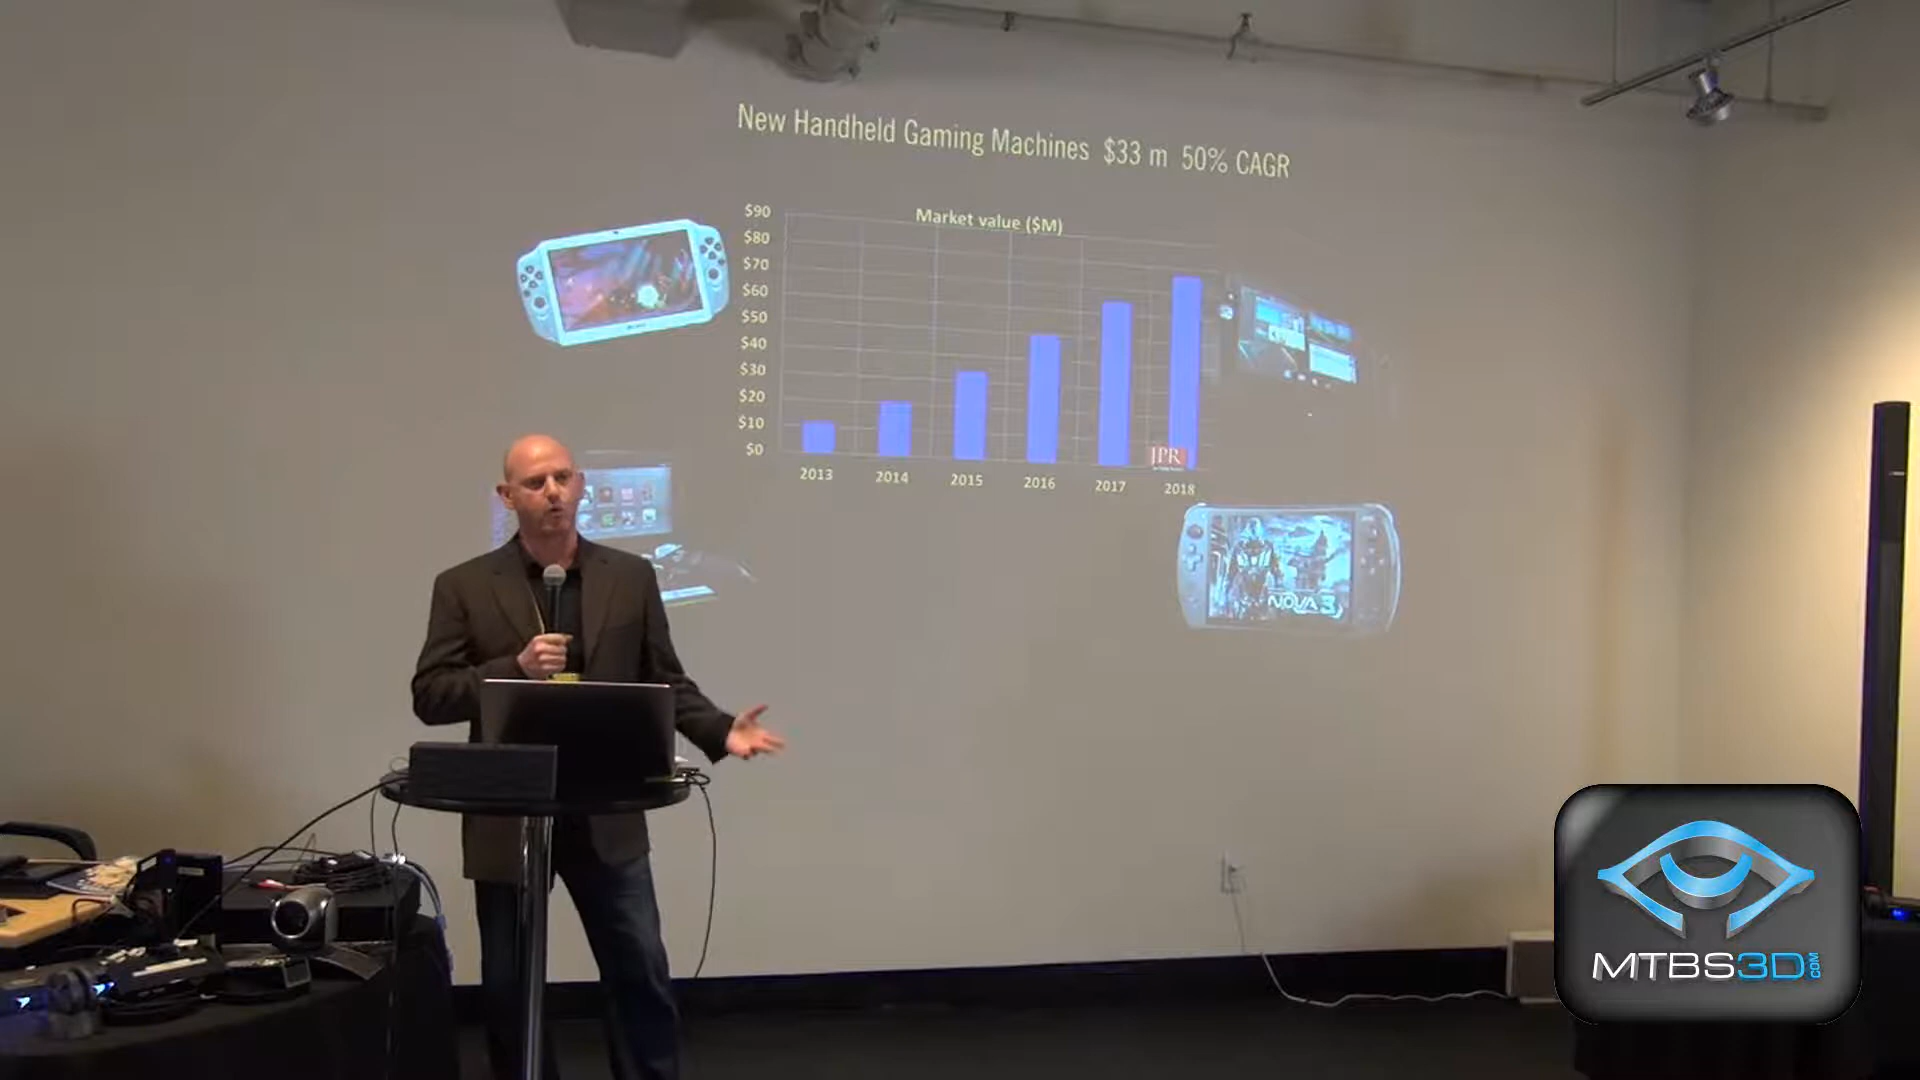 New Handheld Gaming Machines $33 m 50% CAGR
Market value ($M)
$90
$80
$70
$60
$50
$40
$30
$20
$10
$0
2013 2014 2015 2016 2017 2018
JPR
NOVA 3
MTBS3D.COM